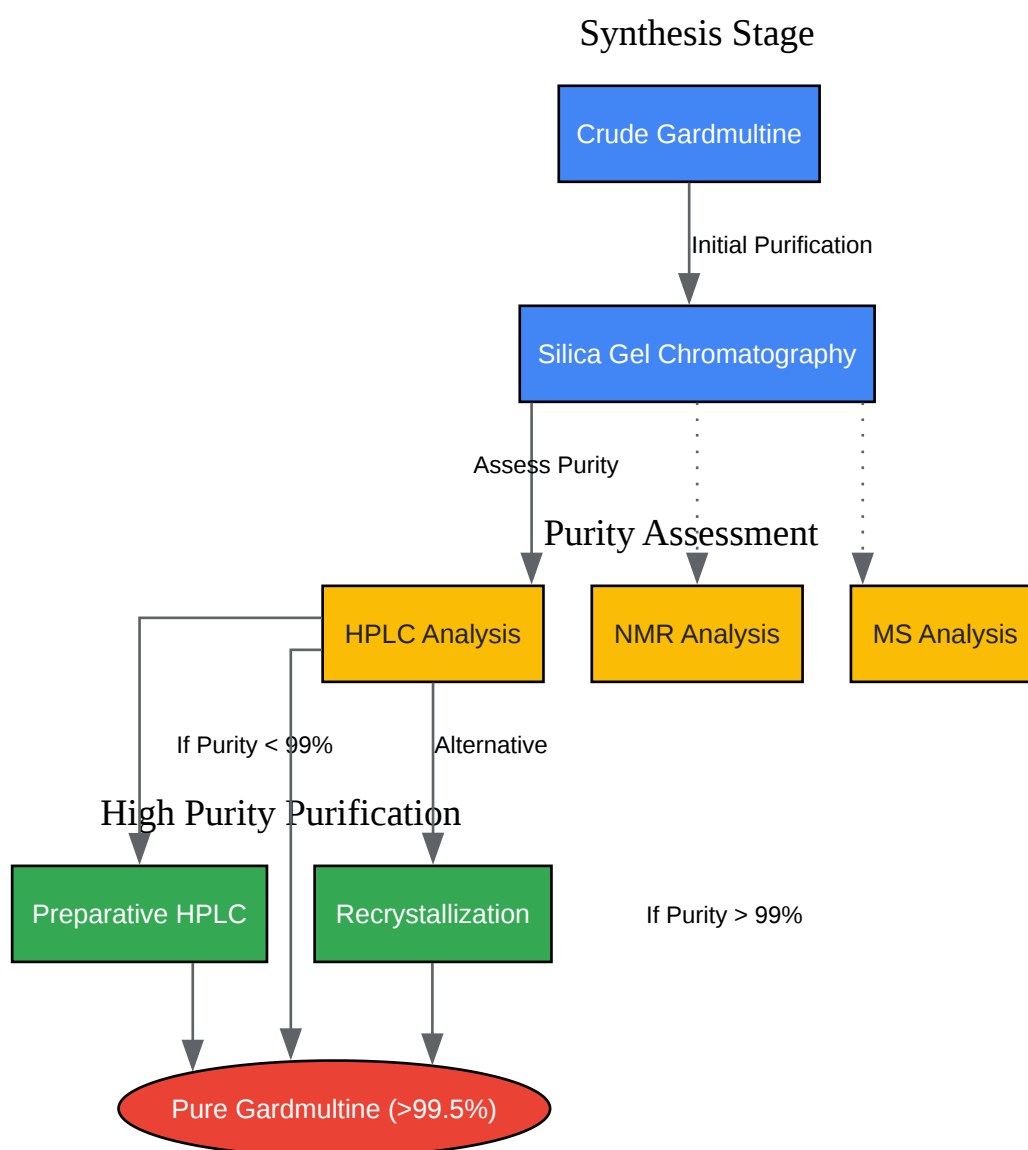 Synthesis Stage
Crude Gardmultine
Initial Purification
Silica Gel Chromatography
Assess Purity
Purity Assessment
HPLC Analysis
NMR Analysis
MS Analysis
If Purity < 99%
Alternative
High Purity Purification
Preparative HPLC
Recrystallization
If Purity > 99%
Pure Gardmultine (>99.5%)